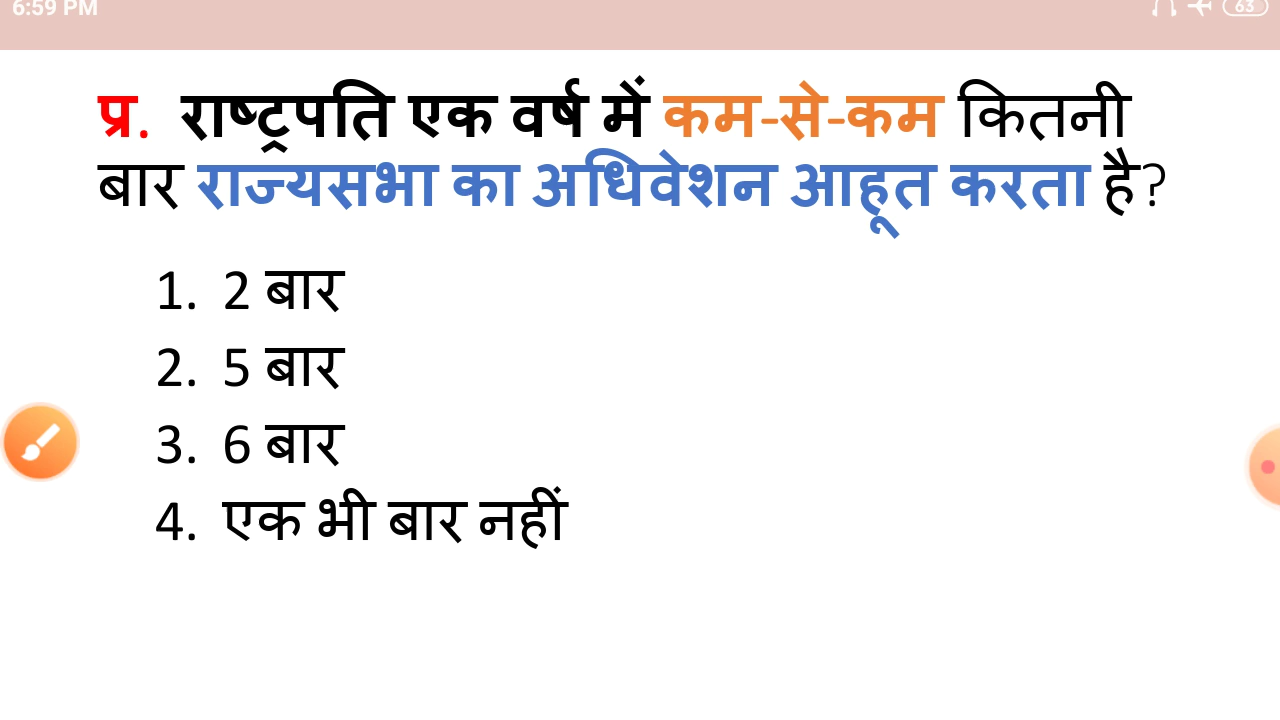 6:59 PM 63
प्र. राष्ट्रपति एक वर्ष में कम-से-कम कितनी
बार राज्यसभा का अधिवेशन आहूत करता है?
1. 2 बार
2. 5 बार
3. 6 बार
4. एक भी बार नहीं